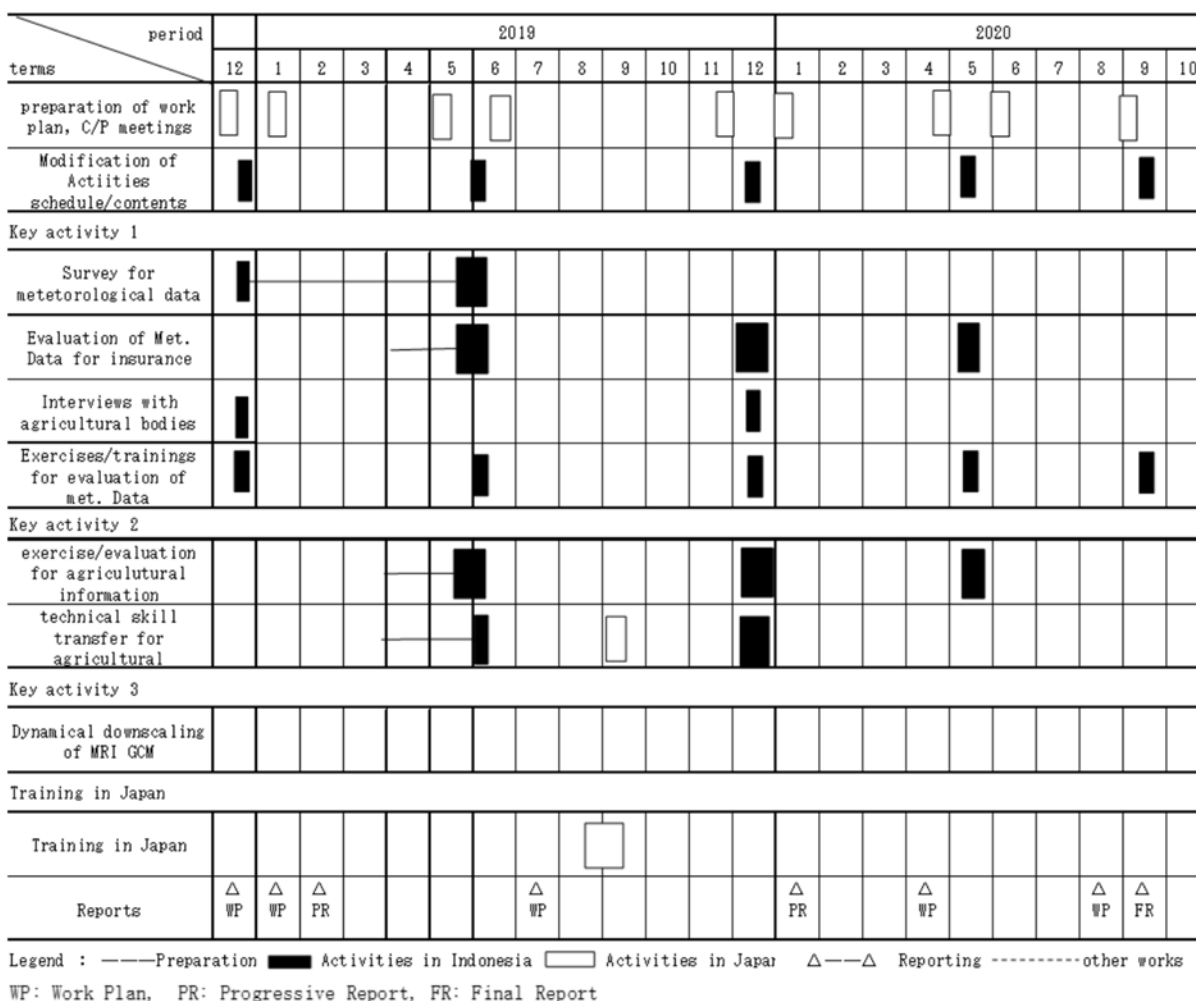 period
2019
2020
terms
12 1 2 3 4 5 6 7 8 9 10 11 12 1 2 3 4 5 6 7 8 9 10
preparation of work
plan, C/P meetings
Modification of
Actiities
schedule/contents
Key activity 1
Survey for
metetorological data
Evaluation of Met.
Data for insurance
Interviews with
agricultural bodies
Exercises/trainings
for evaluation of
met. Data
Key activity 2
exercise/evaluation
for agriculutural
information
technical skill
transfer for
agricultural
Key activity 3
Dynamical downscaling
of MRI GCM
Training in Japan
Training in Japan
Reports
△ △ △ △ △ △ △ △
WP WP PR WP PR WP WP FR
Legend : ———Preparation Activities in Indonesia Activities in Japan △——△ Reporting ----------other works
WP: Work Plan, PR: Progressive Report, FR: Final Report